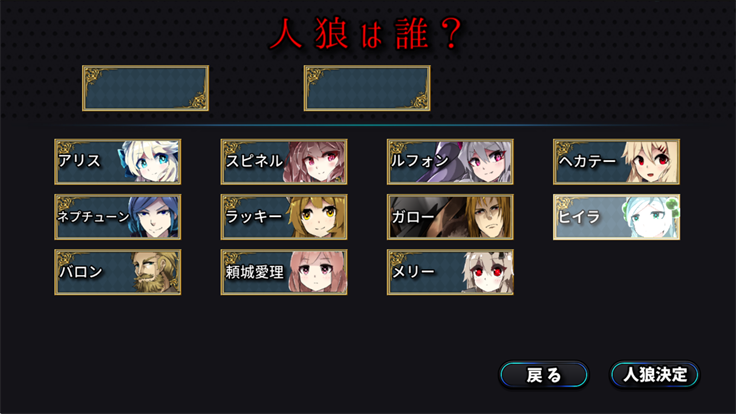 人狼は誰？
アリス
スピネル
ルフォン
ヘカテー
ネプチューン
ラッキー
ガロー
ヒイラ
バロン
頼城愛理
メリー
戻る
人狼決定